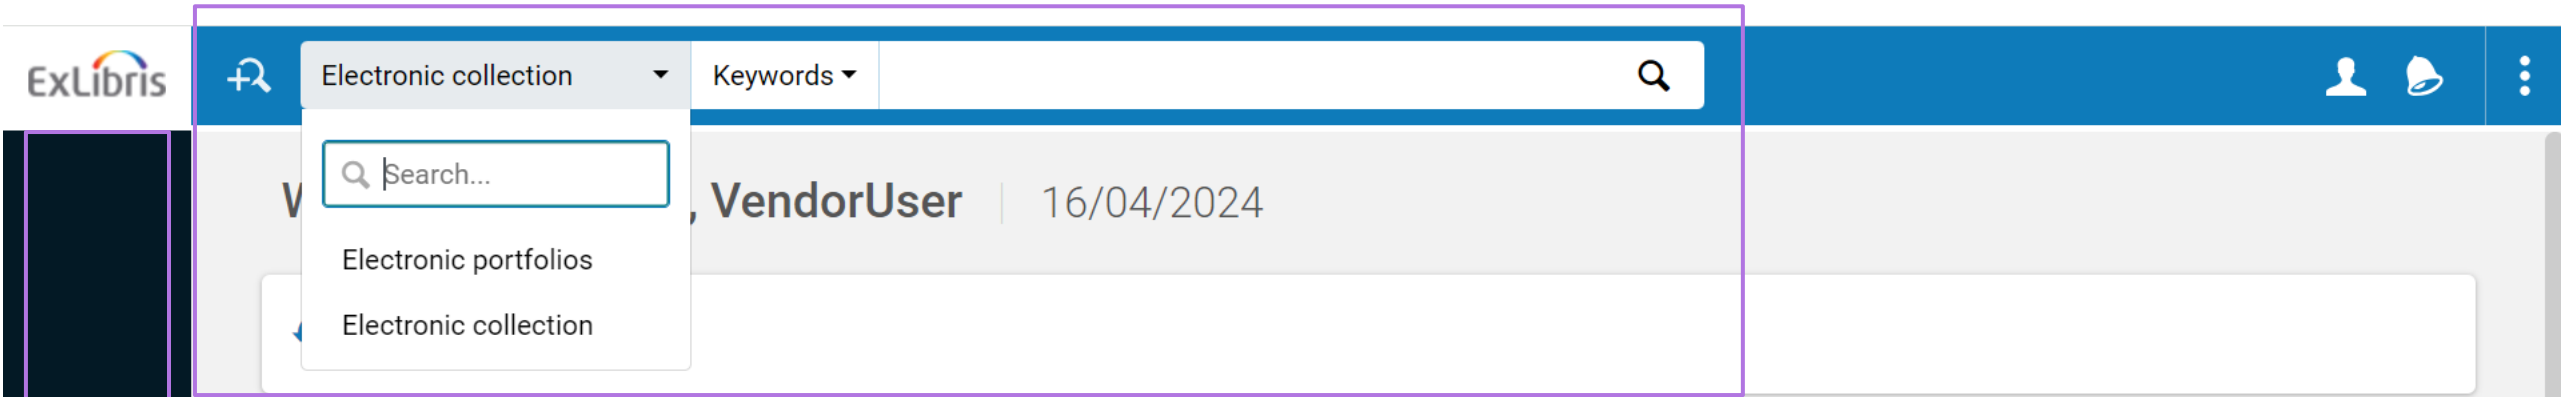 ExLibris
Electronic collection
Keywords
Search...
, VendorUser
16/04/2024
Electronic portfolios
Electronic collection